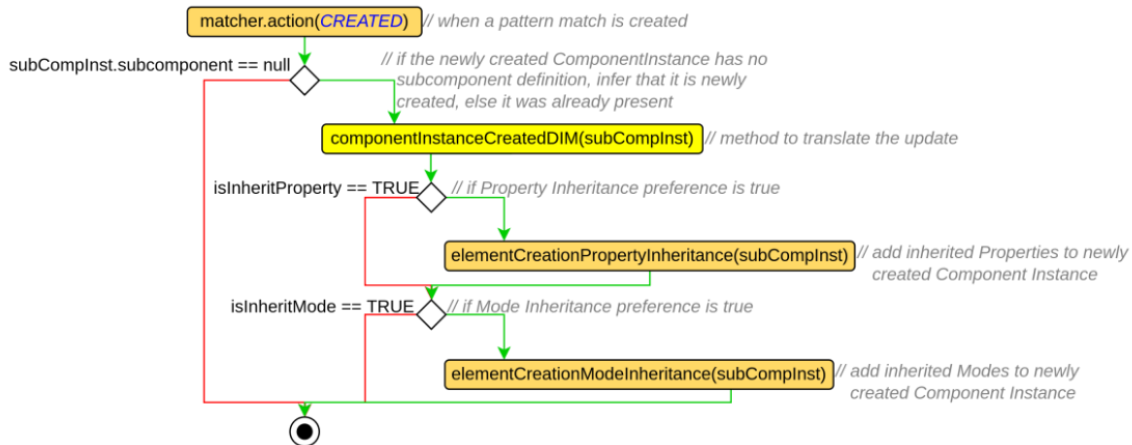 matcher.action(CREATED) // when a pattern match is created
subCompInst.subcomponent == null // if the newly created ComponentInstance has no
subcomponent definition, infer that it is newly
created, else it was already present
componentInstanceCreatedDIM(subCompInst) // method to translate the update
isInheritProperty == TRUE // if Property Inheritance preference is true
elementCreationPropertyInheritance(subCompInst) // add inherited Properties to newly
created Component Instance
isInheritMode == TRUE // if Mode Inheritance preference is true
elementCreationModeInheritance(subCompInst) // add inherited Modes to newly
created Component Instance